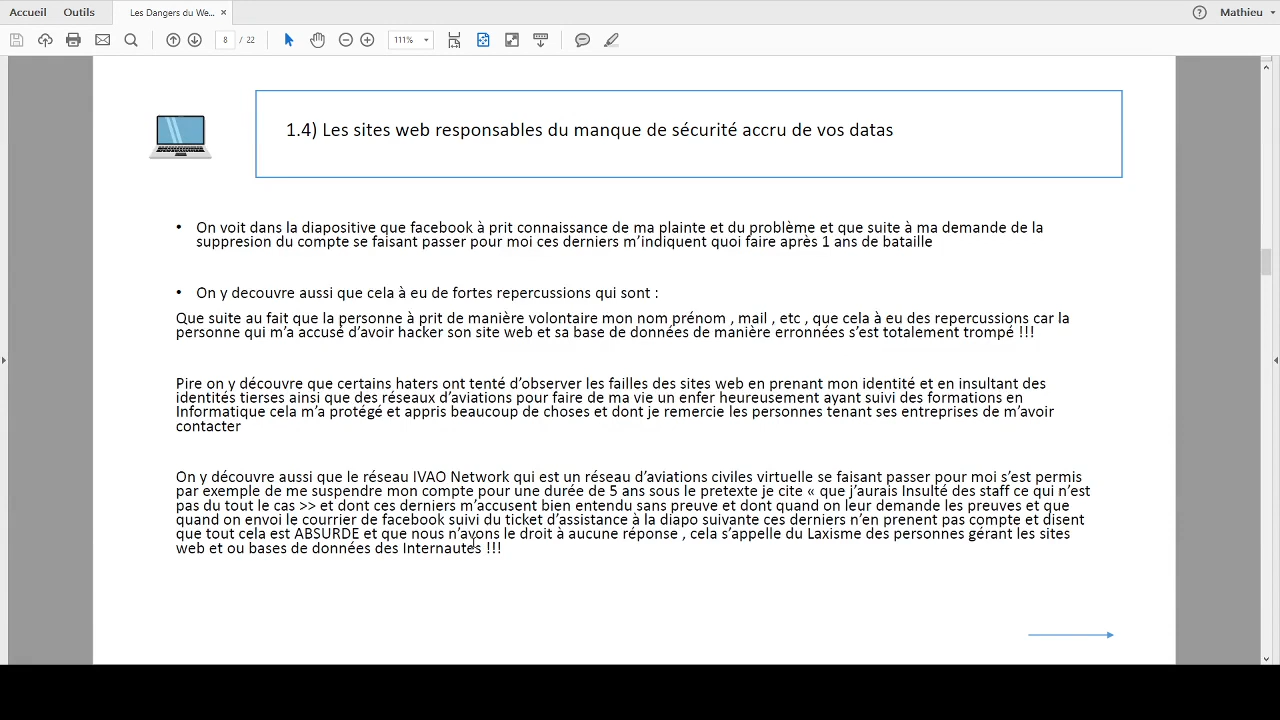 Accueil Outils Les Dangers du We... × ? Mathieu
8 / 22 111%
1.4) Les sites web responsables du manque de sécurité accru de vos datas
• On voit dans la diapositive que facebook à prit connaissance de ma plainte et du problème et que suite à ma demande de la
suppresion du compte se faisant passer pour moi ces derniers m’indiquent quoi faire après 1 ans de bataille
• On y decouvre aussi que cela à eu de fortes repercussions qui sont :
Que suite au fait que la personne à prit de manière volontaire mon nom prénom , mail , etc , que cela à eu des repercussions car la
personne qui m’a accusé d’avoir hacker son site web et sa base de données de manière erronnées s’est totalement trompé !!!
Pire on y découvre que certains haters ont tenté d’observer les failles des sites web en prenant mon identité et en insultant des
identités tierses ainsi que des réseaux d’aviations pour faire de ma vie un enfer heureusement ayant suivi des formations en
Informatique cela m’a protégé et appris beaucoup de choses et dont je remercie les personnes tenant ses entreprises de m’avoir
contacter
On y découvre aussi que le réseau IVAO Network qui est un réseau d’aviations civiles virtuelle se faisant passer pour moi s’est permis
par exemple de me suspendre mon compte pour une durée de 5 ans sous le pretexte je cite « que j’aurais Insulté des staff ce qui n’est
pas du tout le cas >> et dont ces derniers m’accusent bien entendu sans preuve et dont quand on leur demande les preuves et que
quand on envoi le courrier de facebook suivi du ticket d’assistance à la diapo suivante ces derniers n’en prenent pas compte et disent
que tout cela est ABSURDE et que nous n’avons le droit à aucune réponse , cela s’appelle du Laxisme des personnes gérant les sites
web et ou bases de données des Internautes !!!